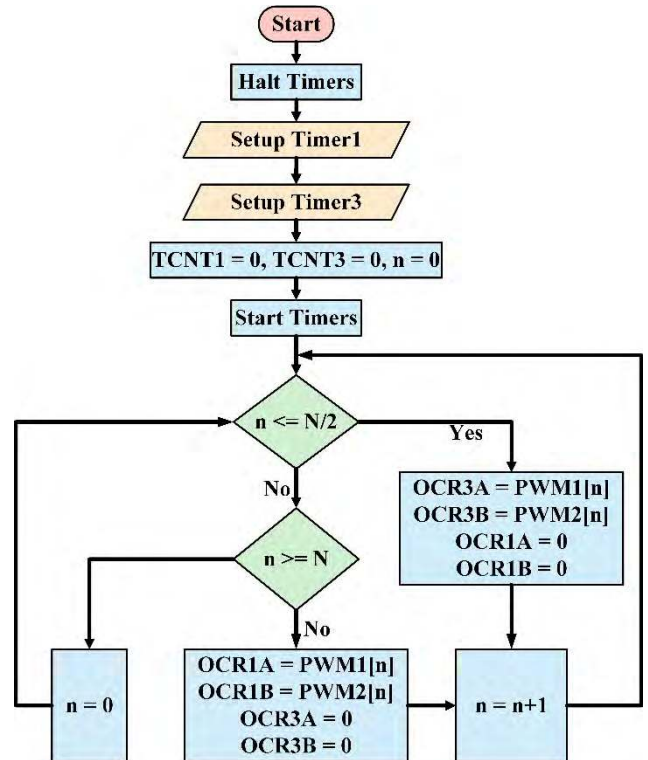 Start
Halt Timers
Setup Timer1
Setup Timer3
TCNT1 = 0, TCNT3 = 0, n = 0
Start Timers
n <= N/2
Yes
No
OCR3A = PWM1[n]
OCR3B = PWM2[n]
OCR1A = 0
OCR1B = 0
n >= N
No
n = 0
OCR1A = PWM1[n]
OCR1B = PWM2[n]
OCR3A = 0
OCR3B = 0
n = n+1